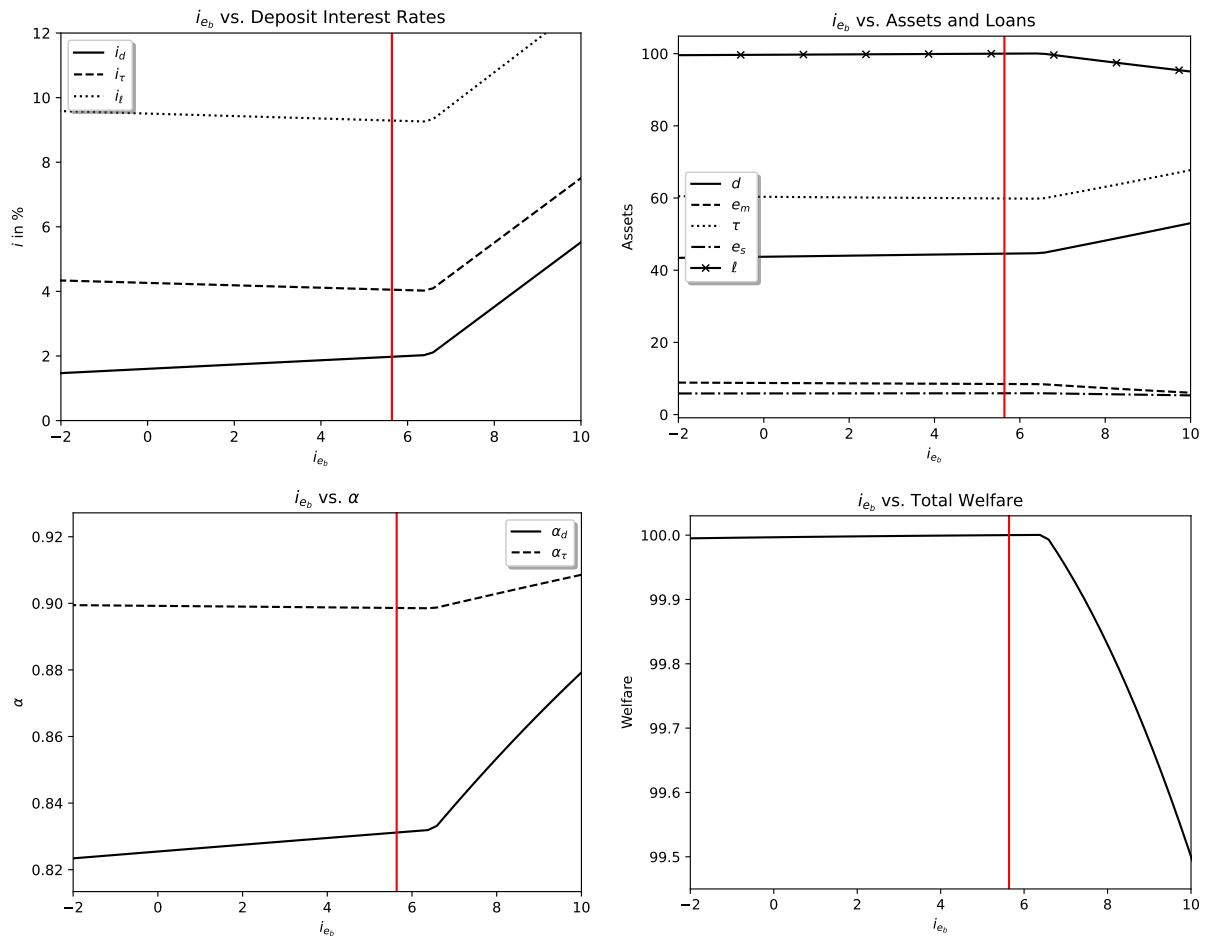 i_{e_b} vs. Deposit Interest Rates
12
10
8
6
4
2
0
i in %
i_d
i_τ
i_ℓ
−2 0 2 4 6 8 10
i_{e_b}
i_{e_b} vs. Assets and Loans
100
80
60
40
20
0
Assets
d
e_m
τ
e_s
ℓ
−2 0 2 4 6 8 10
i_{e_b}
i_{e_b} vs. α
0.92
0.90
0.88
0.86
0.84
0.82
α
α_d
α_τ
−2 0 2 4 6 8 10
i_{e_b}
i_{e_b} vs. Total Welfare
100.0
99.9
99.8
99.7
99.6
99.5
Welfare
−2 0 2 4 6 8 10
i_{e_b}